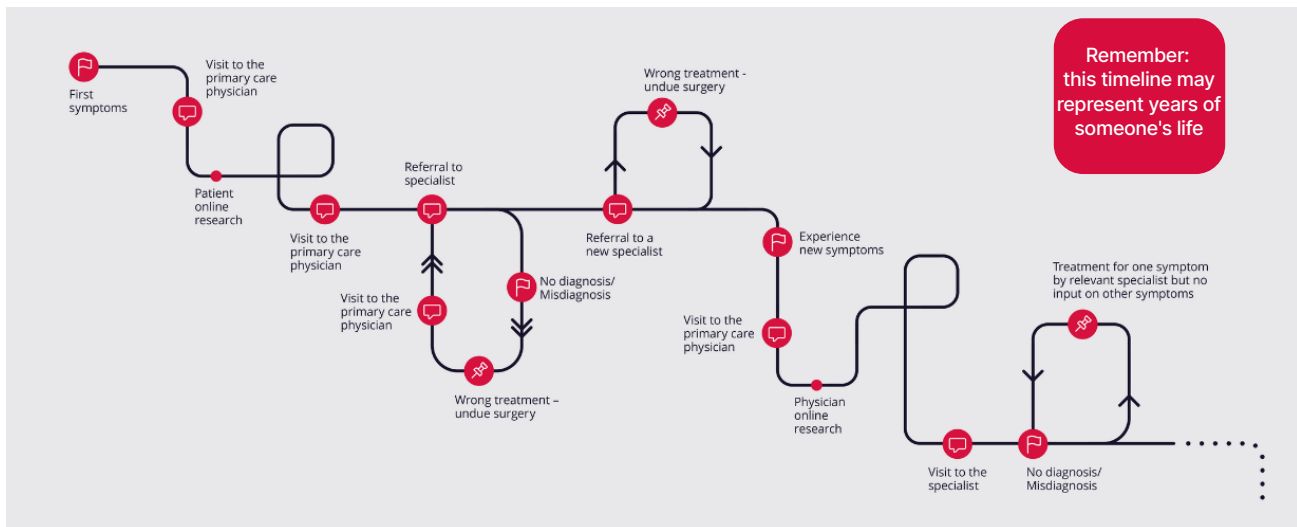 First
symptoms
Visit to the
primary care
physician
Patient
online
research
Visit to the
primary care
physician
Referral to
specialist
No diagnosis/
Misdiagnosis
Wrong treatment –
undue surgery
Visit to the
primary care
physician
Referral to a
new specialist
Wrong treatment -
undue surgery
Experience
new symptoms
Visit to the
primary care
physician
Physician
online
research
Visit to the
specialist
No diagnosis/
Misdiagnosis
Treatment for one symptom
by relevant specialist but no
input on other symptoms
Remember:
this timeline may
represent years of
someone's life